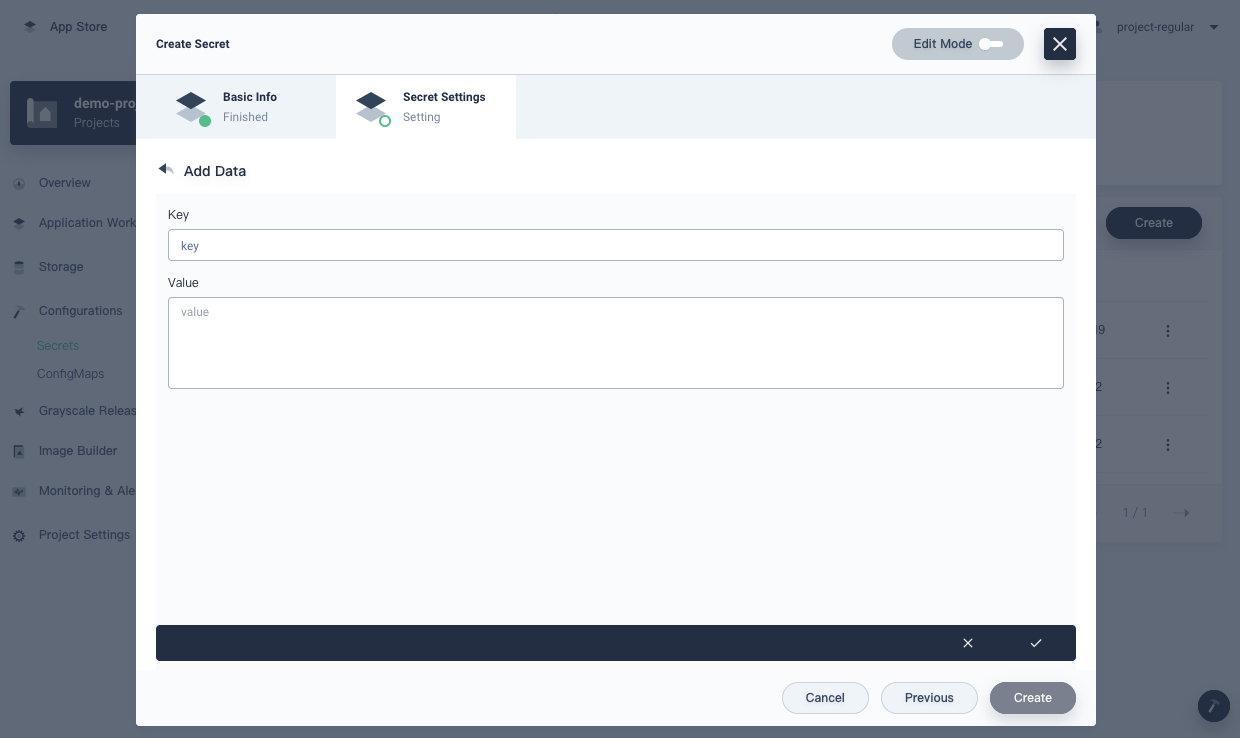 App Store
project-regular
Create Secret
Edit Mode
Basic Info
Finished
Secret Settings
Setting
demo-proj
Projects
Overview
Application Work
Storage
Configurations
Secrets
ConfigMaps
Grayscale Releas
Image Builder
Monitoring & Ale
Project Settings
Add Data
Key
key
Value
value
Create
19
2
2
1 / 1
Cancel
Previous
Create